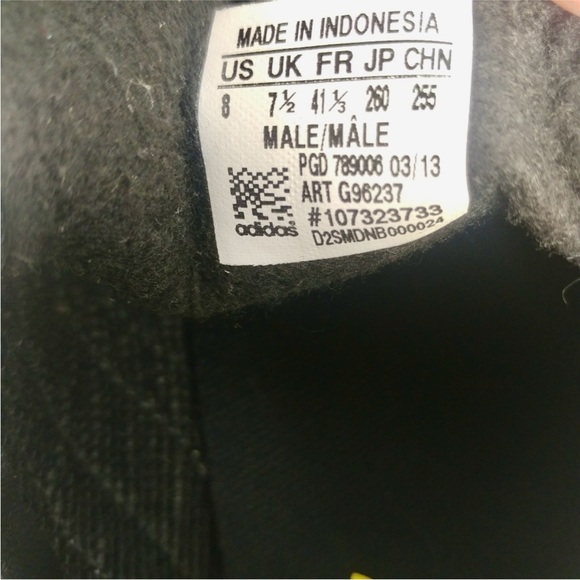 MADE IN INDONESIA
US UK FR JP CHN
8 7½ 41⅓ 260 255
MALE/MÂLE
PGD 789006 03/13
ART G96237
#107323733
adidas D2SMDNB000024